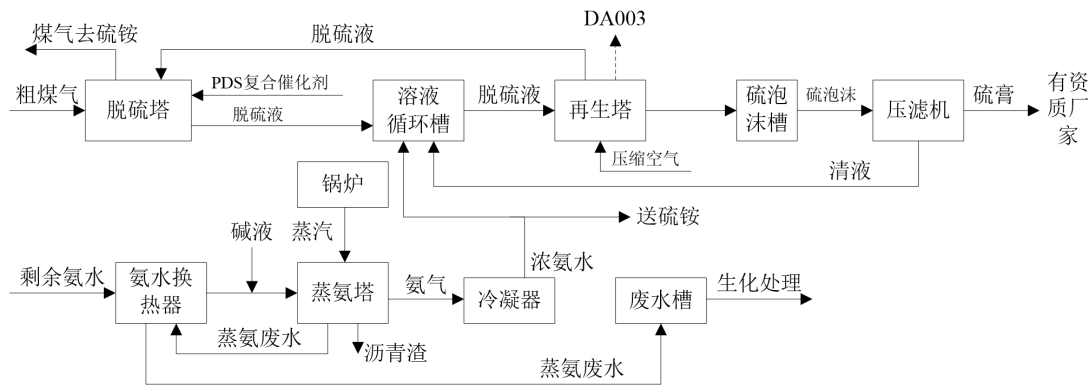 煤气去硫铵
脱硫液
DA003
粗煤气
脱硫塔
PDS复合催化剂
脱硫液
溶液
循环槽
脱硫液
再生塔
压缩空气
硫泡
沫槽
硫泡沫
压滤机
硫膏
有资
质厂
家
清液
锅炉
蒸汽
碱液
送硫铵
浓氨水
剩余氨水
氨水换
热器
蒸氨塔
氨气
冷凝器
废水槽
生化处理
蒸氨废水
沥青渣
蒸氨废水